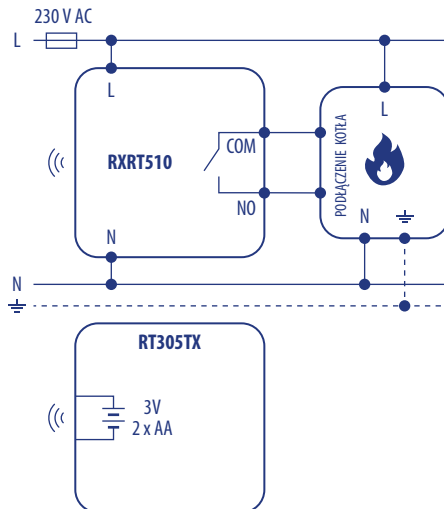 230 V AC
L
L
L
RXRT510
COM
NO
PODŁĄCZENIE KOTŁA
N
N
N
RT305TX
3V
2 x AA